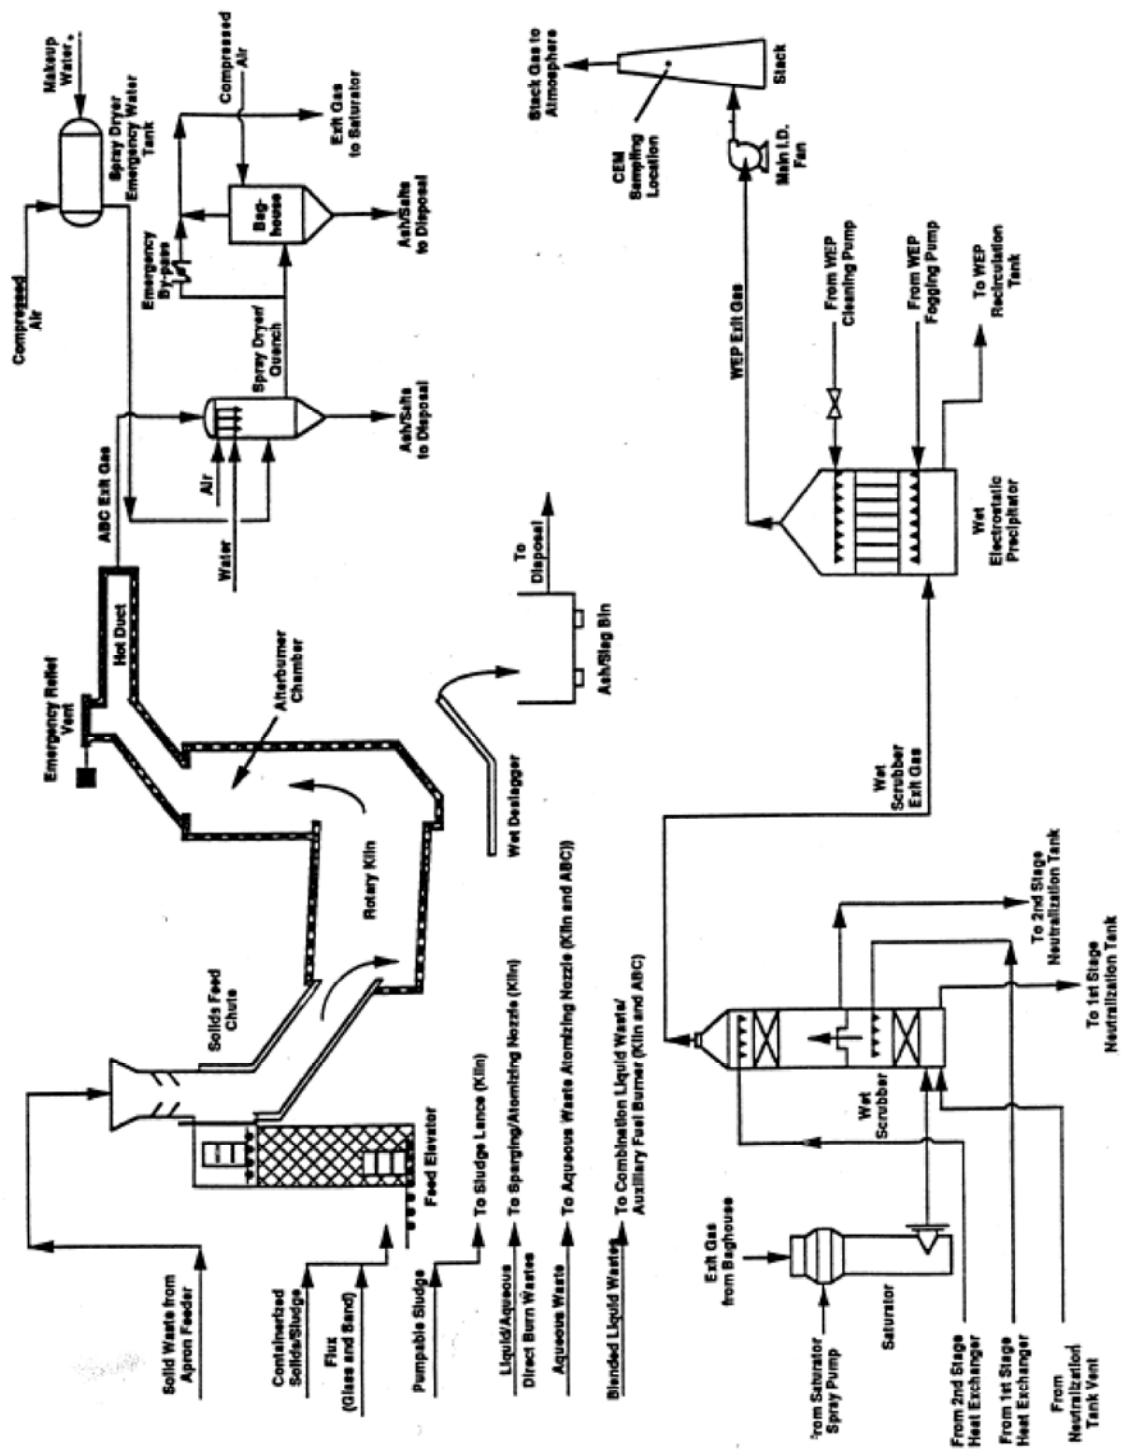 Compressed
Air
Makeup
Water
Spray Dryer
Emergency Water
Tank
Emergency
By-pass
Compressed
Air
Exit Gas
to Saturator
Bag-
house
Ash/Salts
to Disposal
Spray Dryer/
Quench
Ash/Salts
to Disposal
Air
Water
ABC Exit Gas
Hot Duct
Emergency Relief
Vent
Afterburner
Chamber
Rotary Kiln
To
Disposal
Ash/Slag Bin
Wet Deslagger
Solids Feed
Chute
Feed Elevator
Solid Waste from
Apron Feeder
Containerized
Solids/Sludge
Flux
(Glass and Sand)
Pumpable Sludge
To Sludge Lance (Kiln)
Liquid/Aqueous
Direct Burn Wastes
To Sparging/Atomizing Nozzle (Kiln)
Aqueous Waste
To Aqueous Waste Atomizing Nozzle (Kiln and ABC))
Blended Liquid Wastes
To Combination Liquid Waste/
Auxiliary Fuel Burner (Kiln and ABC)
Exit Gas
from Baghouse
From Saturator
Spray Pump
Saturator
From 2nd Stage
Heat Exchanger
From 1st Stage
Heat Exchanger
From
Neutralization
Tank Vent
Wet
Scrubber
To 2nd Stage
Neutralization Tank
To 1st Stage
Neutralization Tank
Wet
Scrubber
Exit Gas
Wet
Electrostatic
Precipitator
From WEP
Cleaning Pump
From WEP
Fogging Pump
To WEP
Recirculation
Tank
WEP Exit Gas
Main I.D.
Fan
CEM
Sampling
Location
Stack
Stack Gas to
Atmosphere